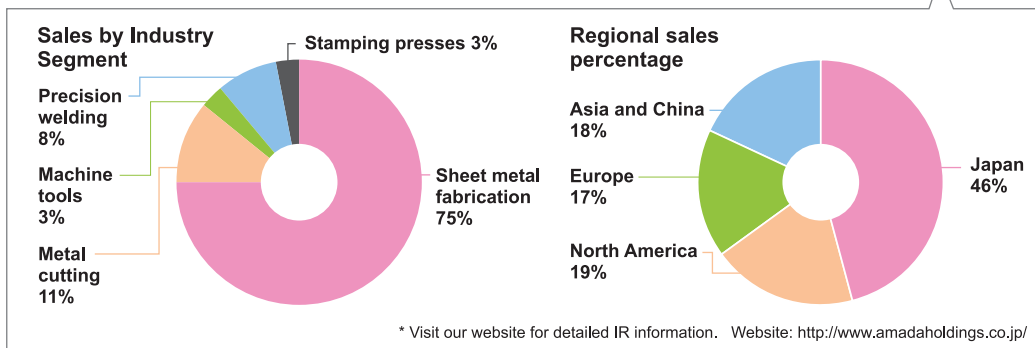 Sales by Industry
Segment
Stamping presses 3%
Precision
welding
8%
Machine
tools
3%
Metal
cutting
11%
Sheet metal
fabrication
75%
Regional sales
percentage
Asia and China
18%
Europe
17%
North America
19%
Japan
46%
* Visit our website for detailed IR information. Website: http://www.amadaholdings.co.jp/